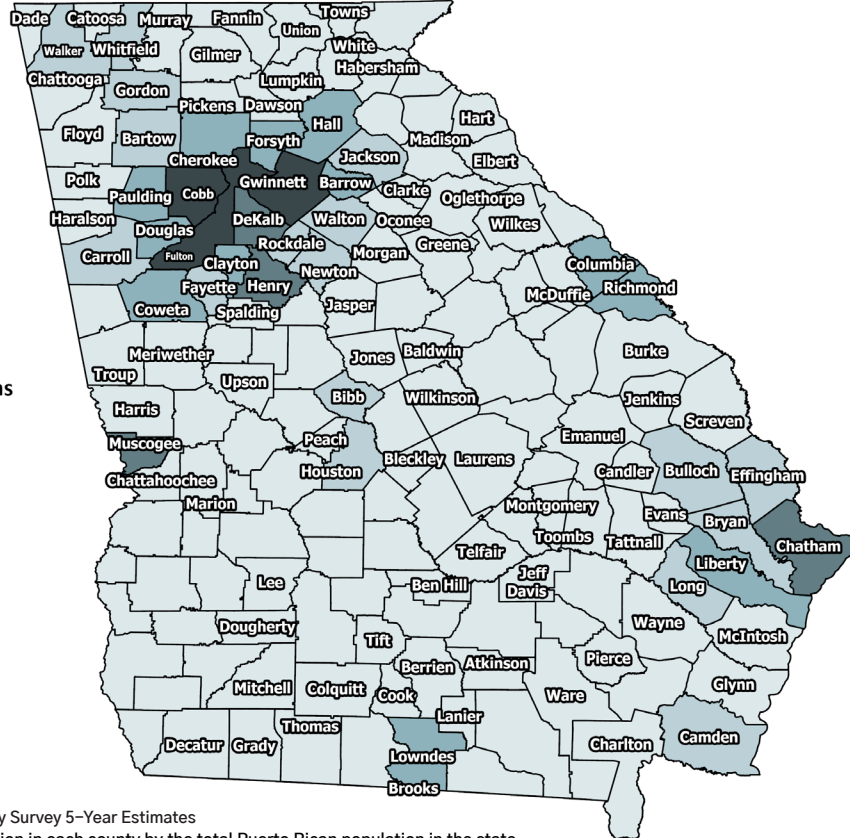 Dade Catoosa Murray Fannin Towns
Union
Walker Whitfield Gilmer White
Habersham
Chattooga Lumpkin
Gordon
Pickens Dawson
Hart
Floyd Bartow Forsyth Hall Madison
Cherokee Jackson Elbert
Polk Cobb Gwinnett Barrow Clarke
Paulding Oglethorpe
Haralson DeKalb Walton Oconee Wilkes
Douglas Rockdale Greene
Carroll Fulton Clayton Morgan Columbia
Newton
Fayette Henry McDuffie Richmond
Coweta Spalding Jasper
Meriwether Jones Baldwin Burke
Troup Upson
ns
Harris Bibb Wilkinson Jenkins
Screven
Muscogee Peach Emanuel
Chattahoochee Houston Bleckley Laurens Candler Bulloch Effingham
Marion Montgomery Evans Bryan
Toombs Tattnall Chatham
Telfair Liberty
Lee Ben Hill Jeff Davis Long
Dougherty Wayne
Tift McIntosh
Berrien Atkinson Pierce
Mitchell Colquitt Cook Ware Glynn
Thomas Lanier
Decatur Grady Charlton Camden
Lowndes
Brooks
y Survey 5-Year Estimates